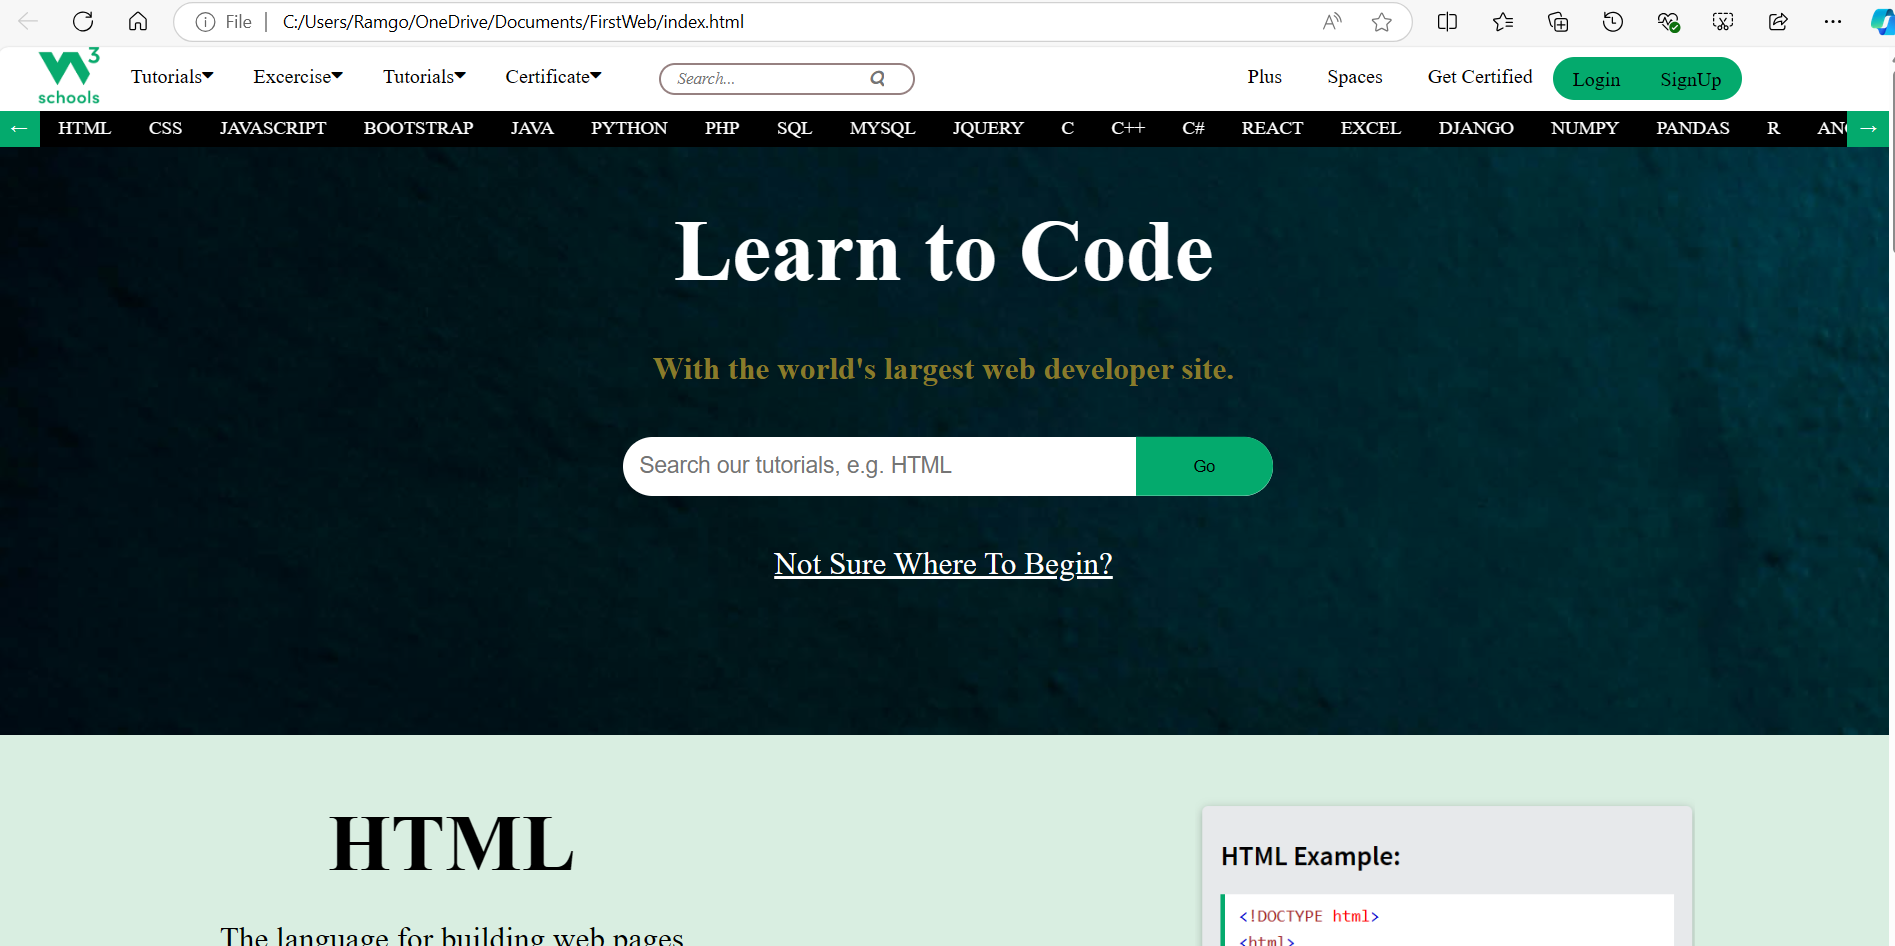 File C:/Users/Ramgo/OneDrive/Documents/FirstWeb/index.html
W3 schools Tutorials Excercise Tutorials Certificate Search... Plus Spaces Get Certified Login SignUp
← HTML CSS JAVASCRIPT BOOTSTRAP JAVA PYTHON PHP SQL MYSQL JQUERY C C++ C# REACT EXCEL DJANGO NUMPY PANDAS R AN →
Learn to Code
With the world's largest web developer site.
Search our tutorials, e.g. HTML Go
Not Sure Where To Begin?
HTML
HTML Example:
<!DOCTYPE html>
The language for building web pages
<html>